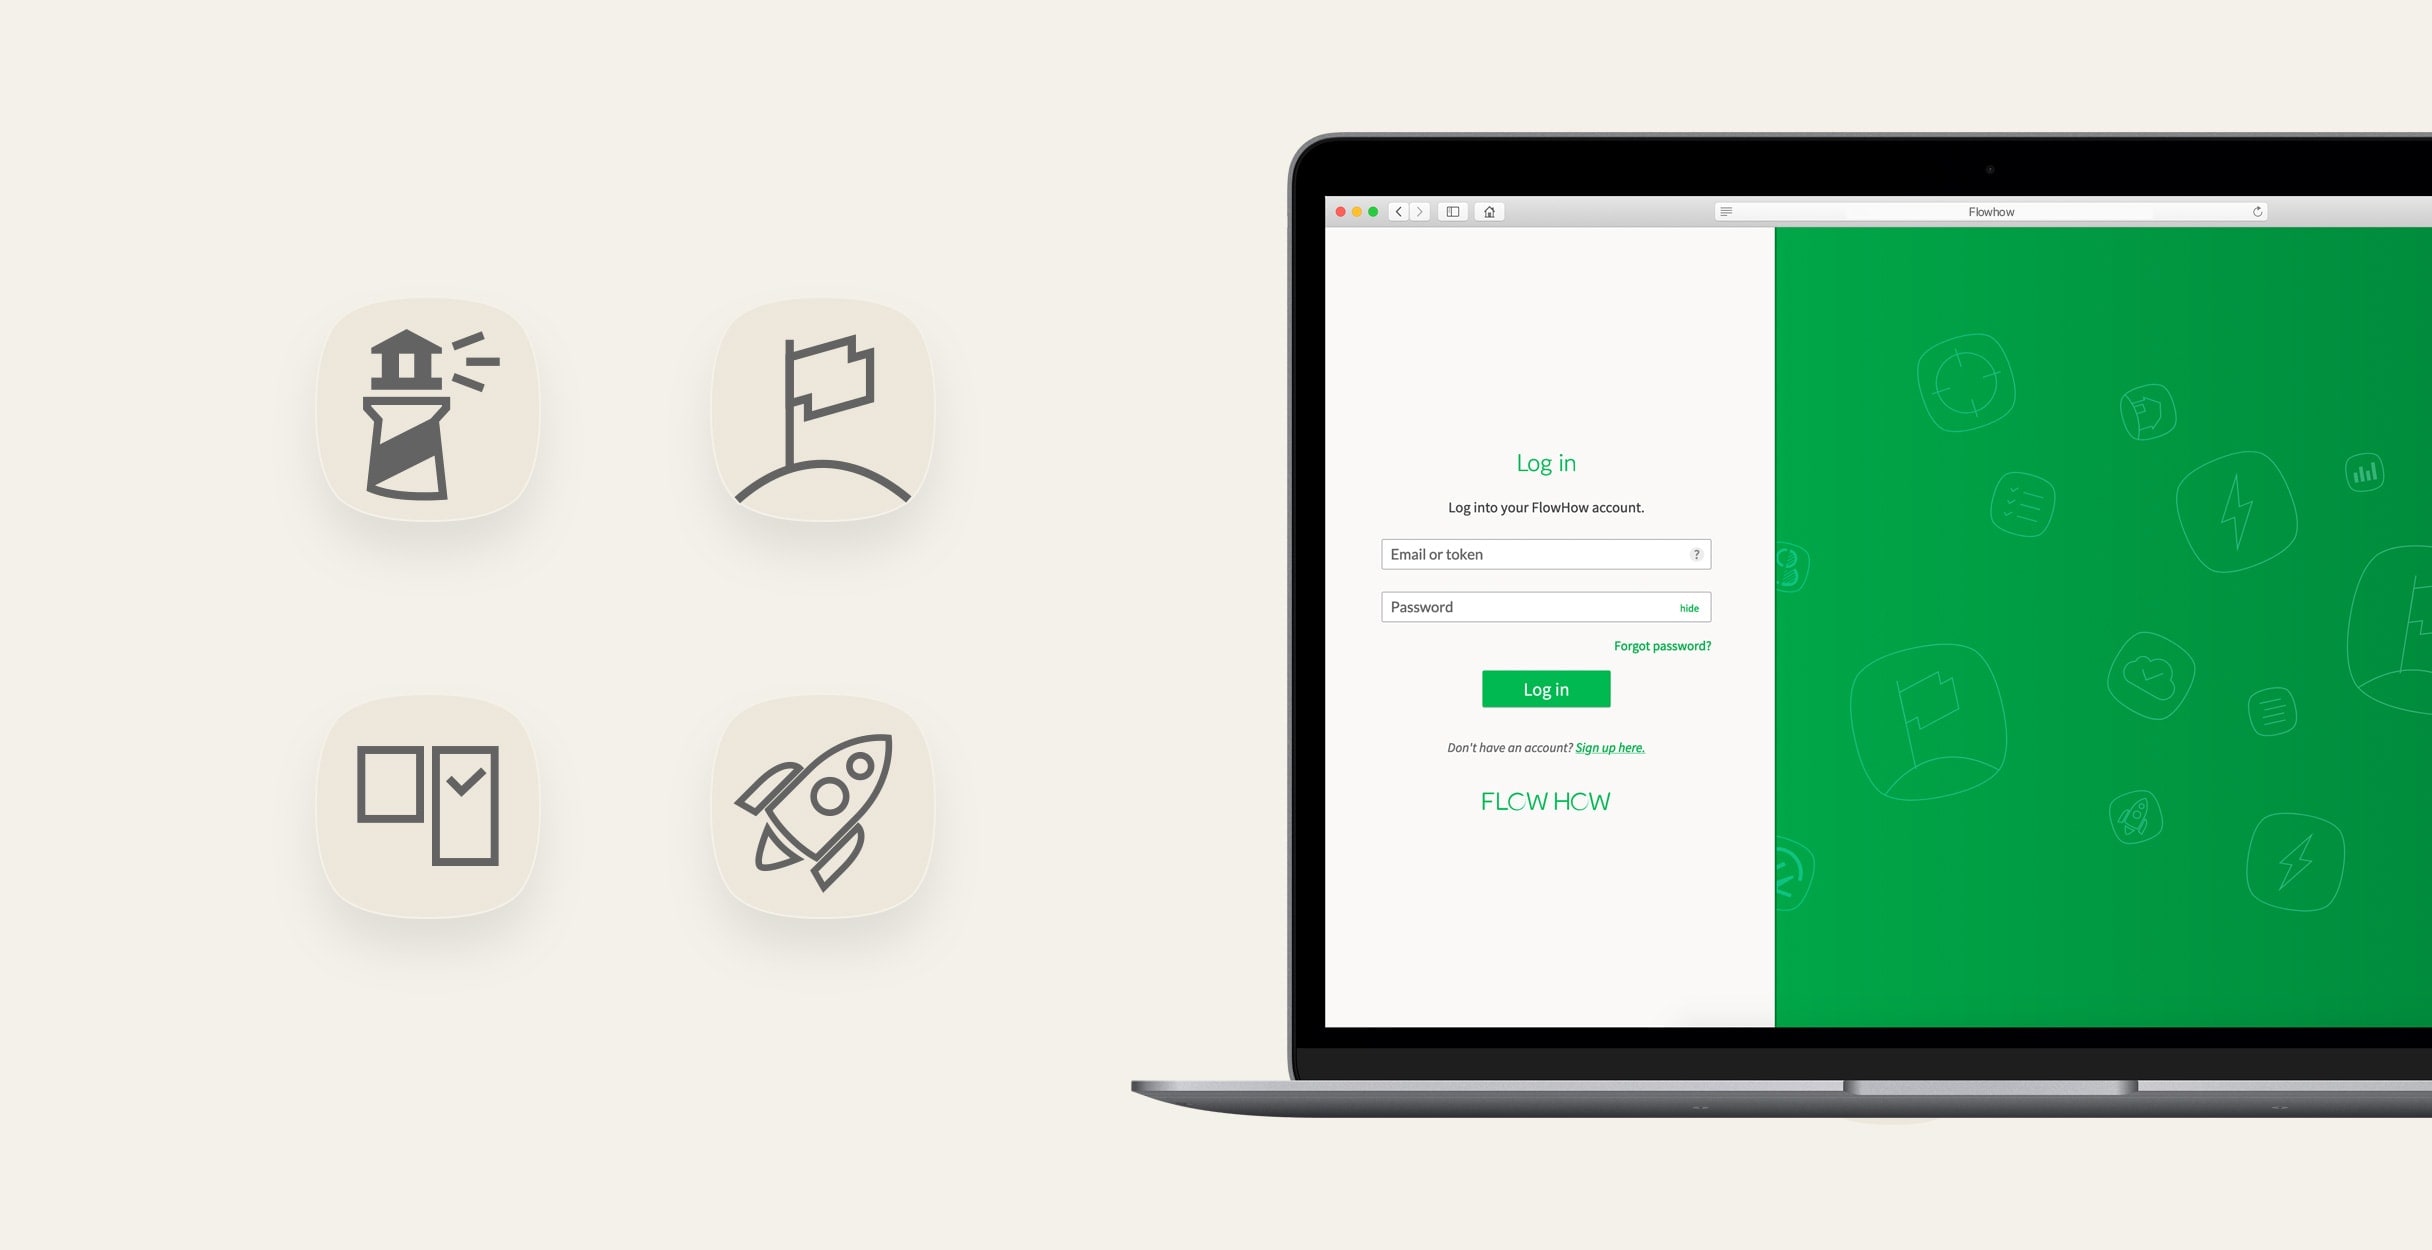 Flowhow
Log in
Log into your FlowHow account.
Email or token ?
Password hide
Forgot password?
Log in
Don't have an account? Sign up here.
FLOW HOW